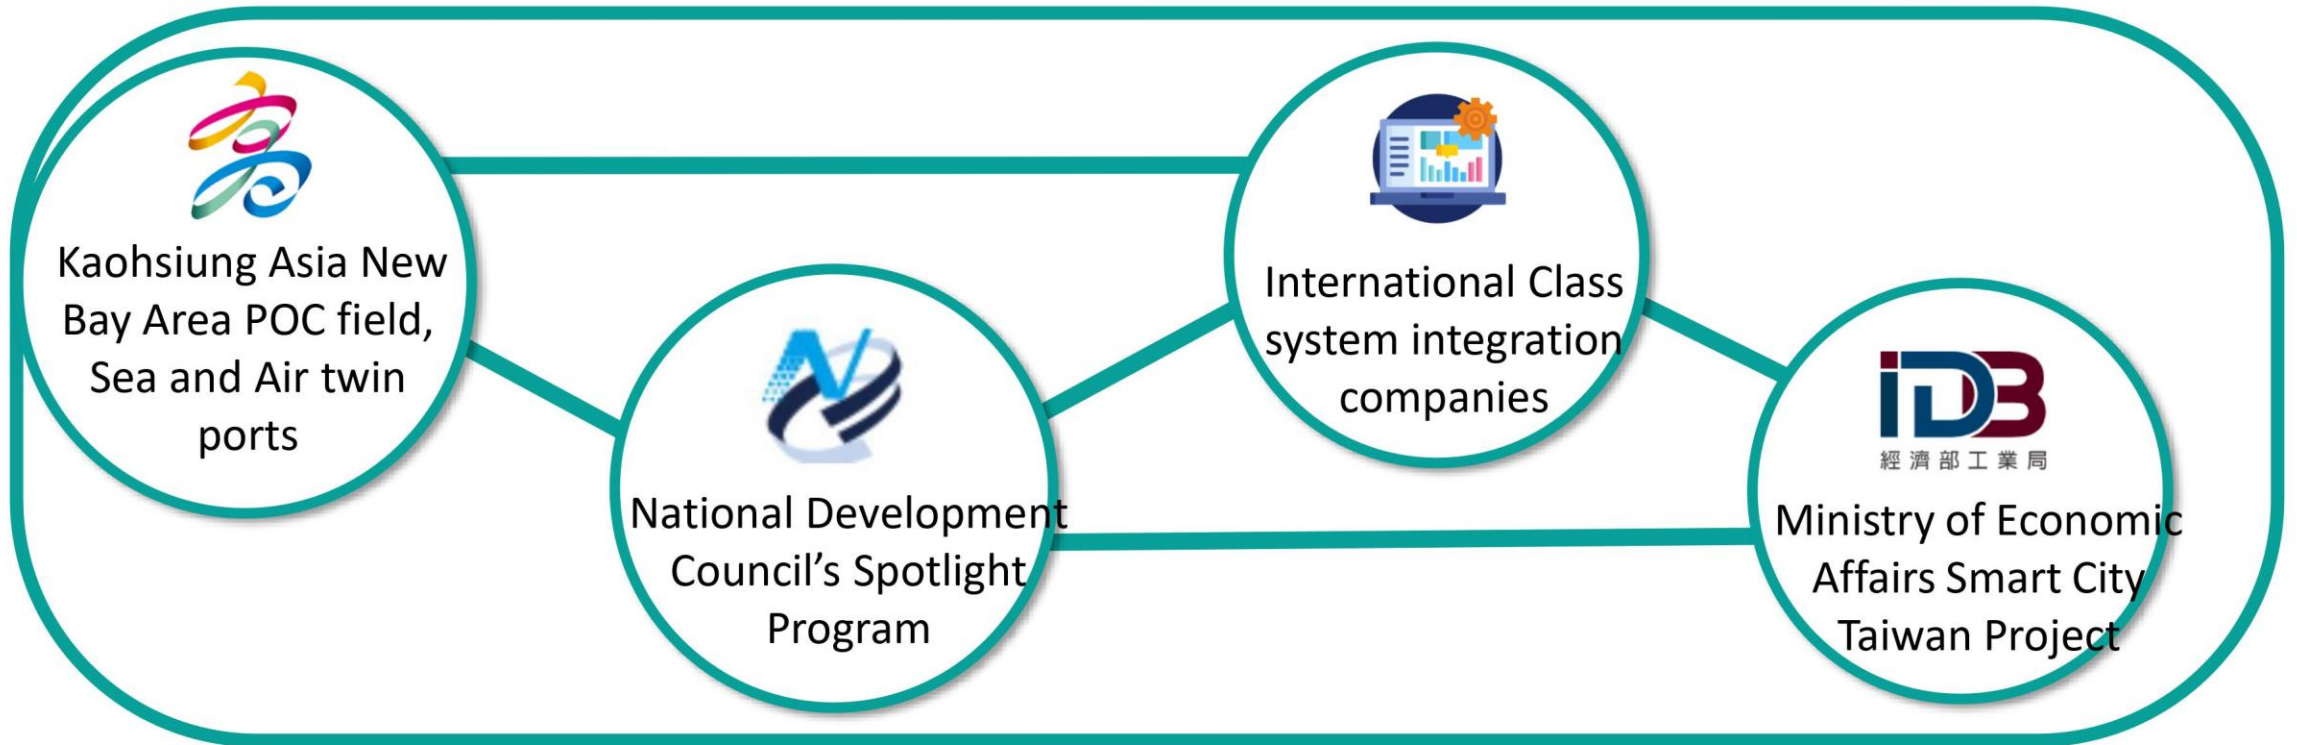 Kaohsiung Asia New
Bay Area POC field,
Sea and Air twin
ports
National Development
Council’s Spotlight
Program
International Class
system integration
companies
iDB
經濟部工業局
Ministry of Economic
Affairs Smart City
Taiwan Project